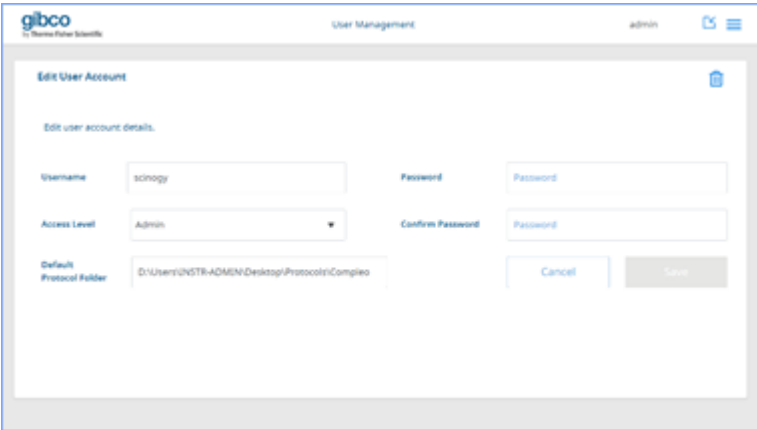 gibco
by Thermo Fisher Scientific
User Management
admin
Edit User Account
Edit user account details.
Username
scinogy
Password
Password
Access Level
Admin
Confirm Password
Password
Default
Protocol Folder
D:\Users\INSTR-ADMIN\Desktop\Protocols\Compleo
Cancel
Save